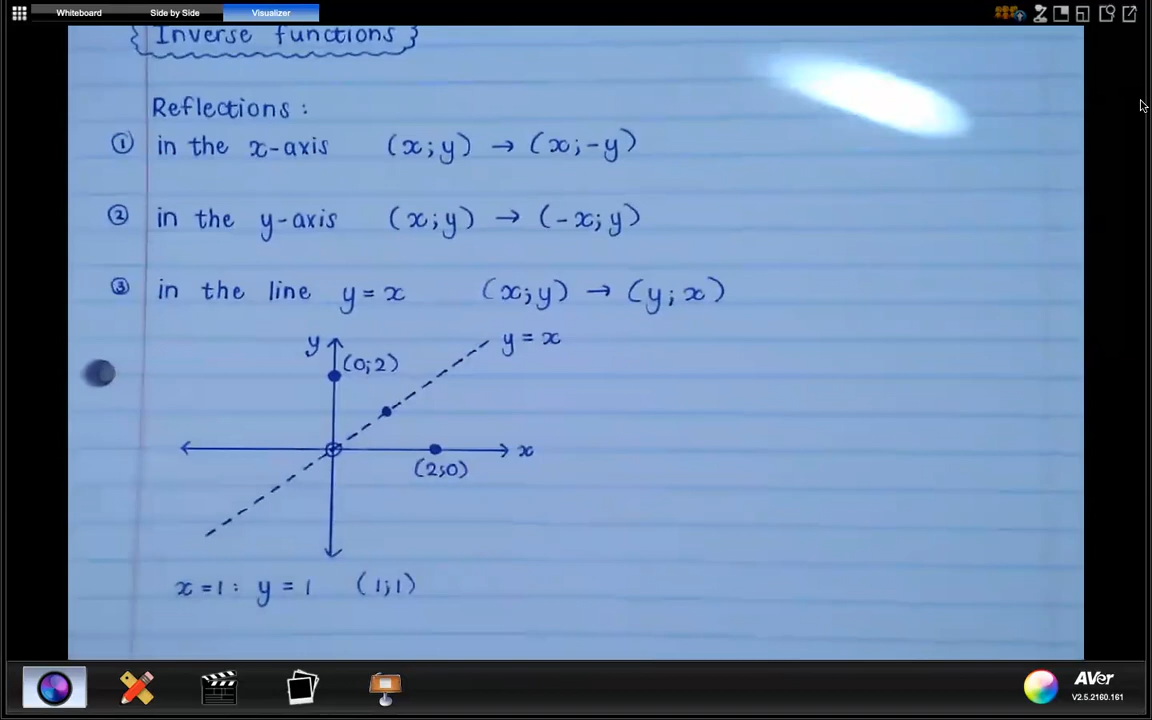 Whiteboard Side by Side Visualizer
{Inverse functions}
Reflections :
① in the x-axis (x;y) → (x;-y)
② in the y-axis (x;y) → (-x;y)
③ in the line y = x (x;y) → (y;x)
y
(0;2)
y = x
x
(2;0)
x = 1 : y = 1 (1;1)
AVer
V2.5.2160.161